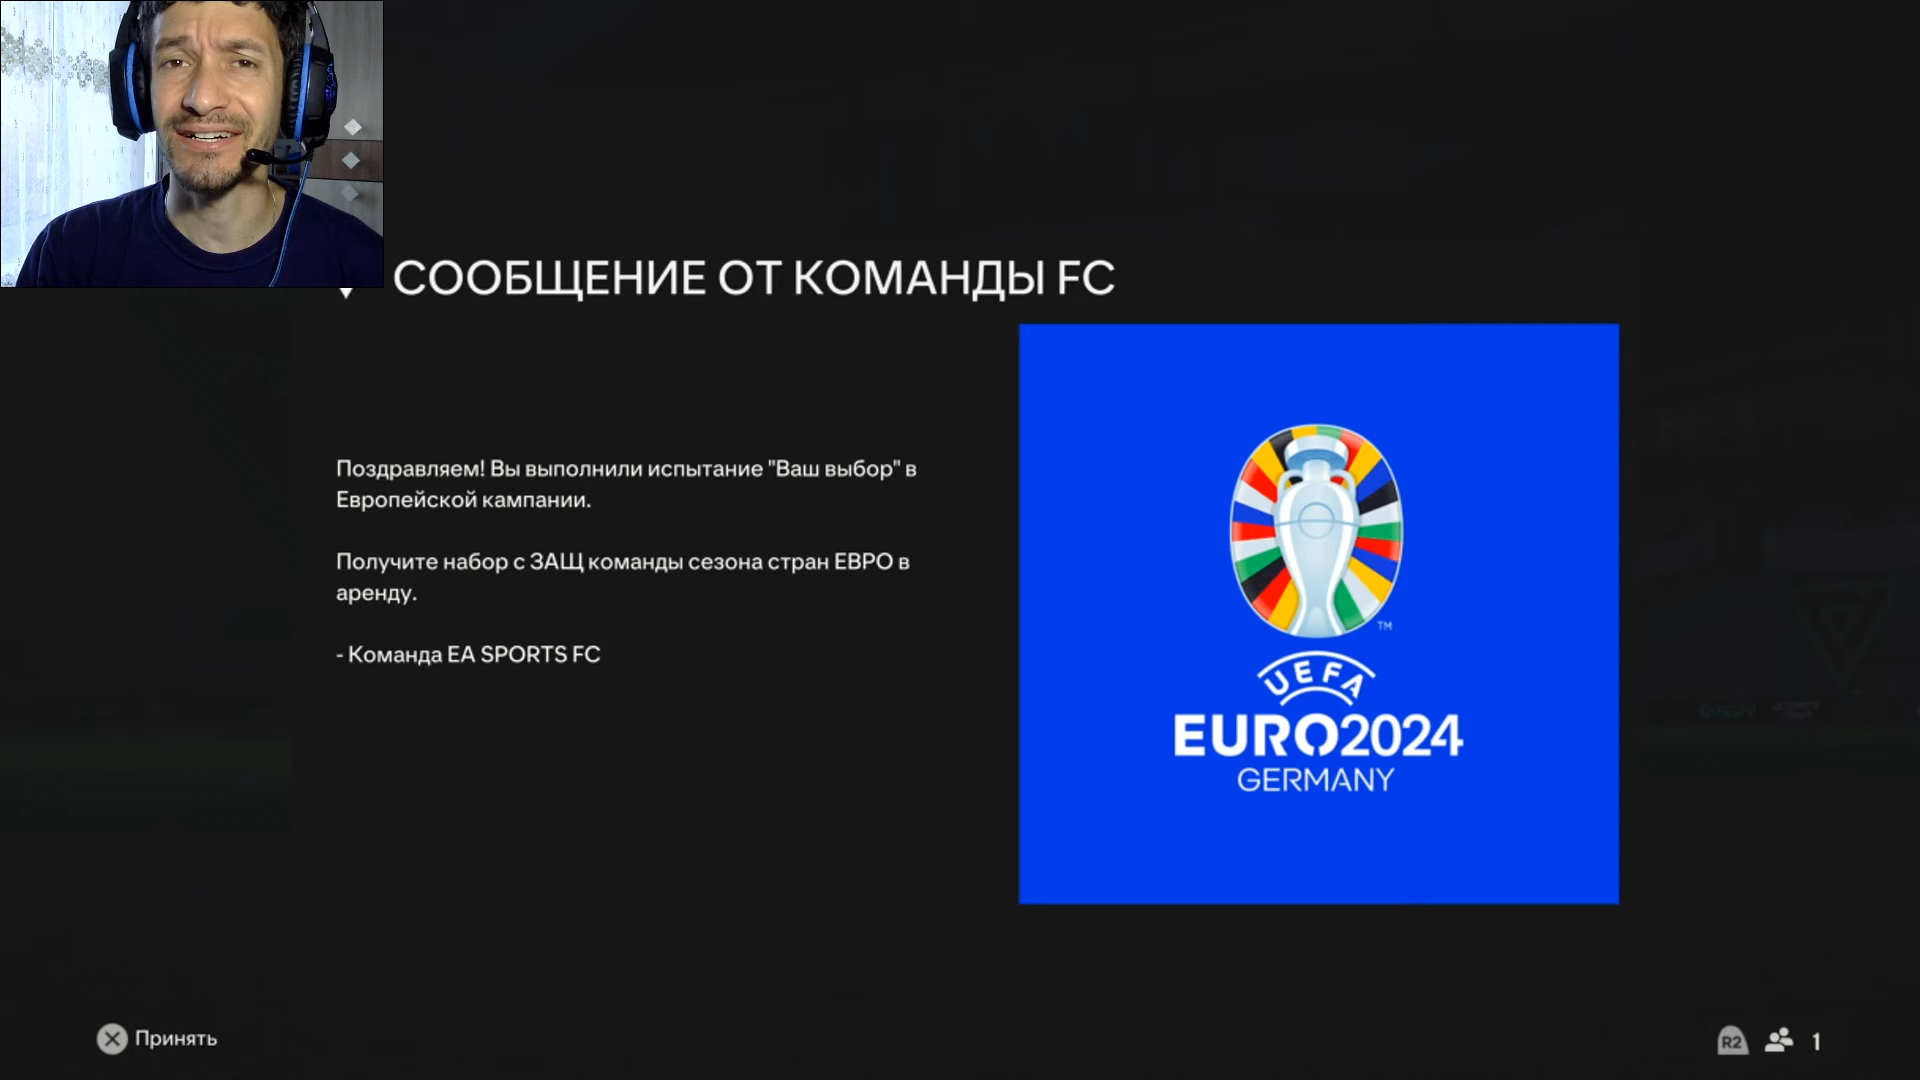 СООБЩЕНИЕ ОТ КОМАНДЫ FC
Поздравляем! Вы выполнили испытание "Ваш выбор" в
Европейской кампании.
Получите набор с ЗАЩ команды сезона стран ЕВРО в
аренду.
- Команда EA SPORTS FC
TM
UEFA
EURO2024
GERMANY
Принять
R2
1